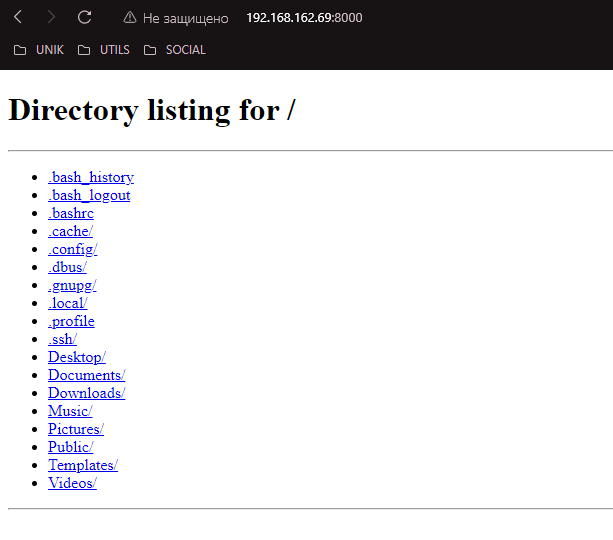 Не защищено 192.168.162.69:8000
UNIK UTILS SOCIAL
Directory listing for /
.bash_history
.bash_logout
.bashrc
.cache/
.config/
.dbus/
.gnupg/
.local/
.profile
.ssh/
Desktop/
Documents/
Downloads/
Music/
Pictures/
Public/
Templates/
Videos/